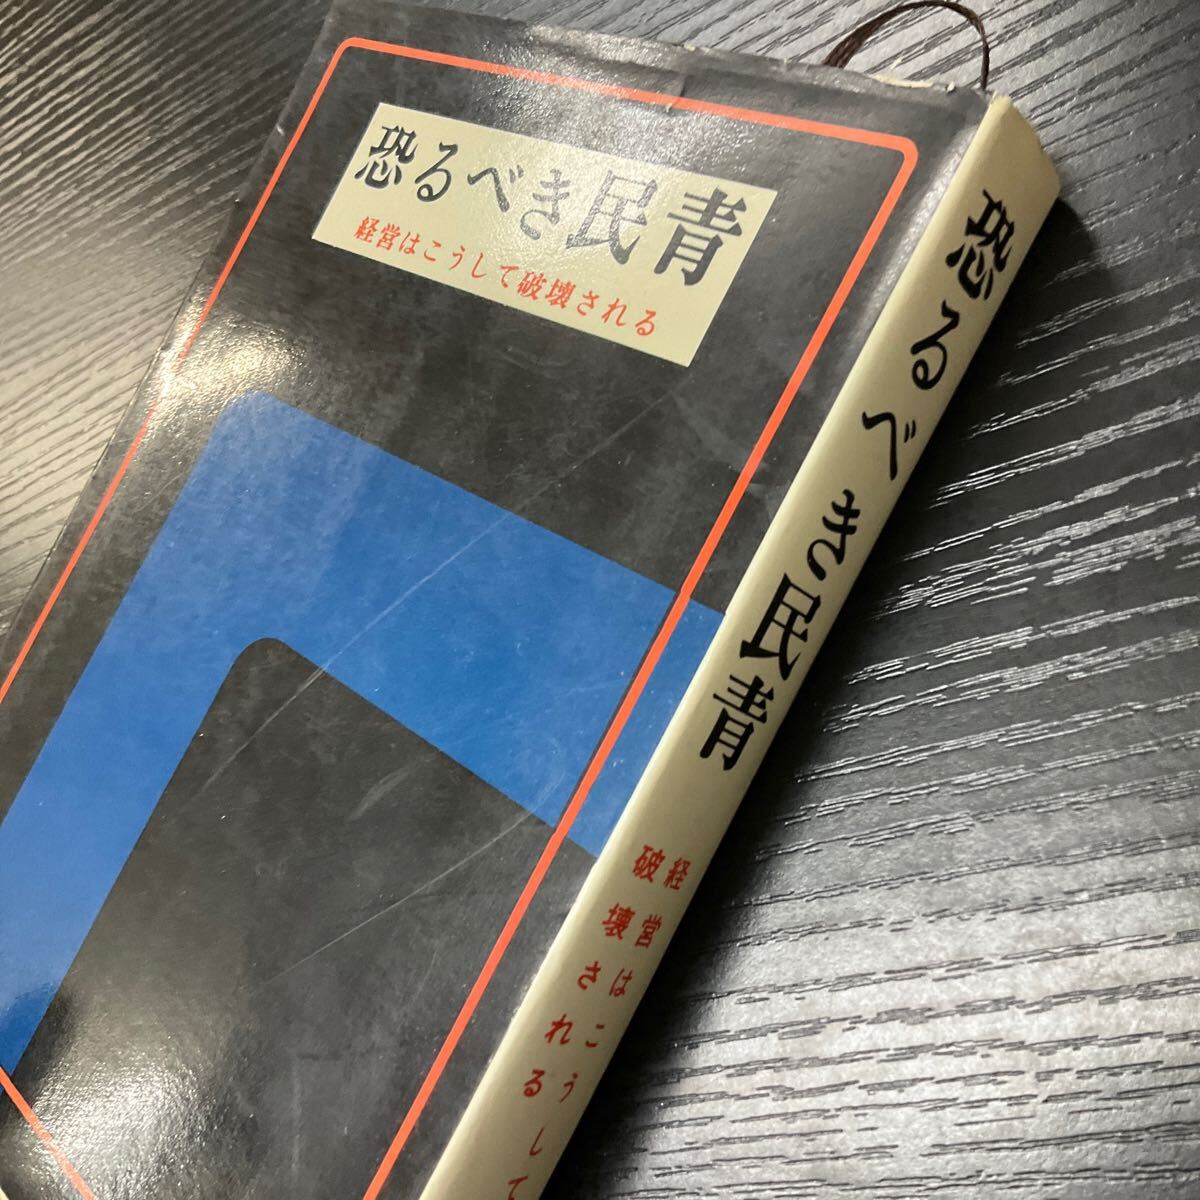 恐るべき民青
経営はこうして破壊される
恐るべき民青
経営はこうして
破壊される